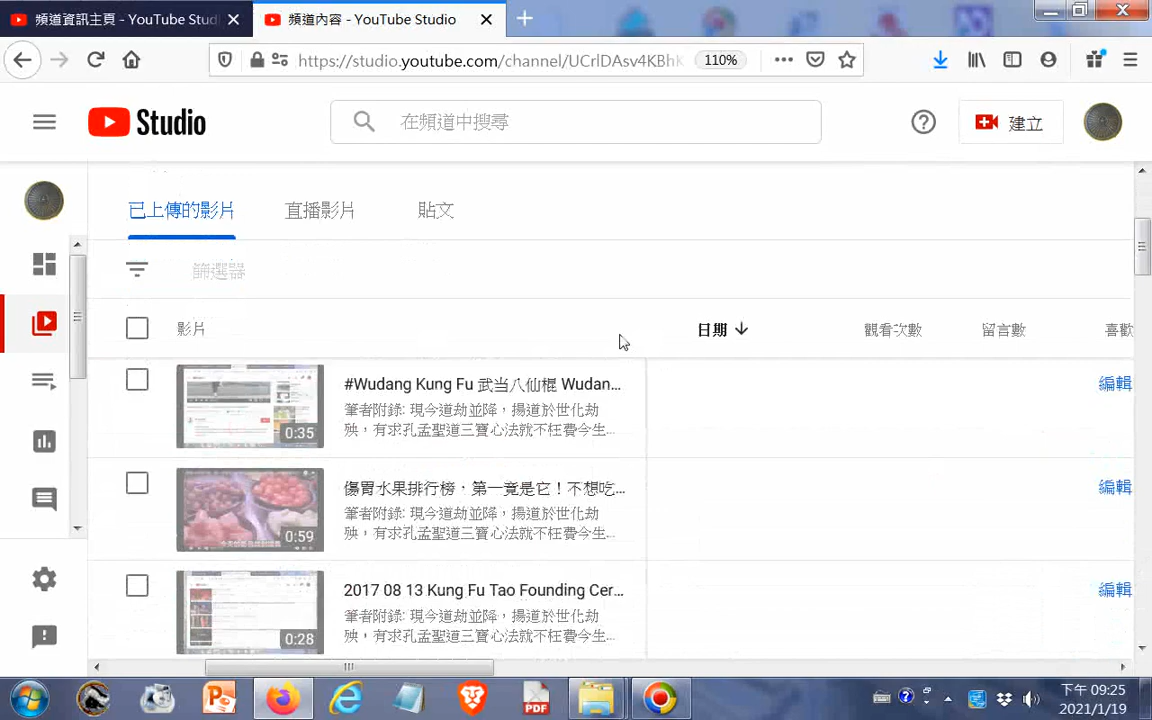 頻道資訊主頁 - YouTube Stud
頻道內容 - YouTube Studio
https://studio.youtube.com/channel/UCrlDAsv4KBhK
110%
Studio
在頻道中搜尋
建立
已上傳的影片
直播影片
貼文
篩選器
影片
日期
觀看次數
留言數
喜歡
#Wudang Kung Fu 武当八仙棍 Wudan...
筆者附錄: 現今道劫並降，揚道於世化劫
殃，有求孔孟聖道三寶心法就不枉費今生...
0:35
編輯
傷胃水果排行榜，第一竟是它！不想吃...
筆者附錄: 現今道劫並降，揚道於世化劫
殃，有求孔孟聖道三寶心法就不枉費今生...
0:59
編輯
2017 08 13 Kung Fu Tao Founding Cer...
筆者附錄: 現今道劫並降，揚道於世化劫
殃，有求孔孟聖道三寶心法就不枉費今生...
0:28
編輯
PDF
下午 09:25
2021/1/19